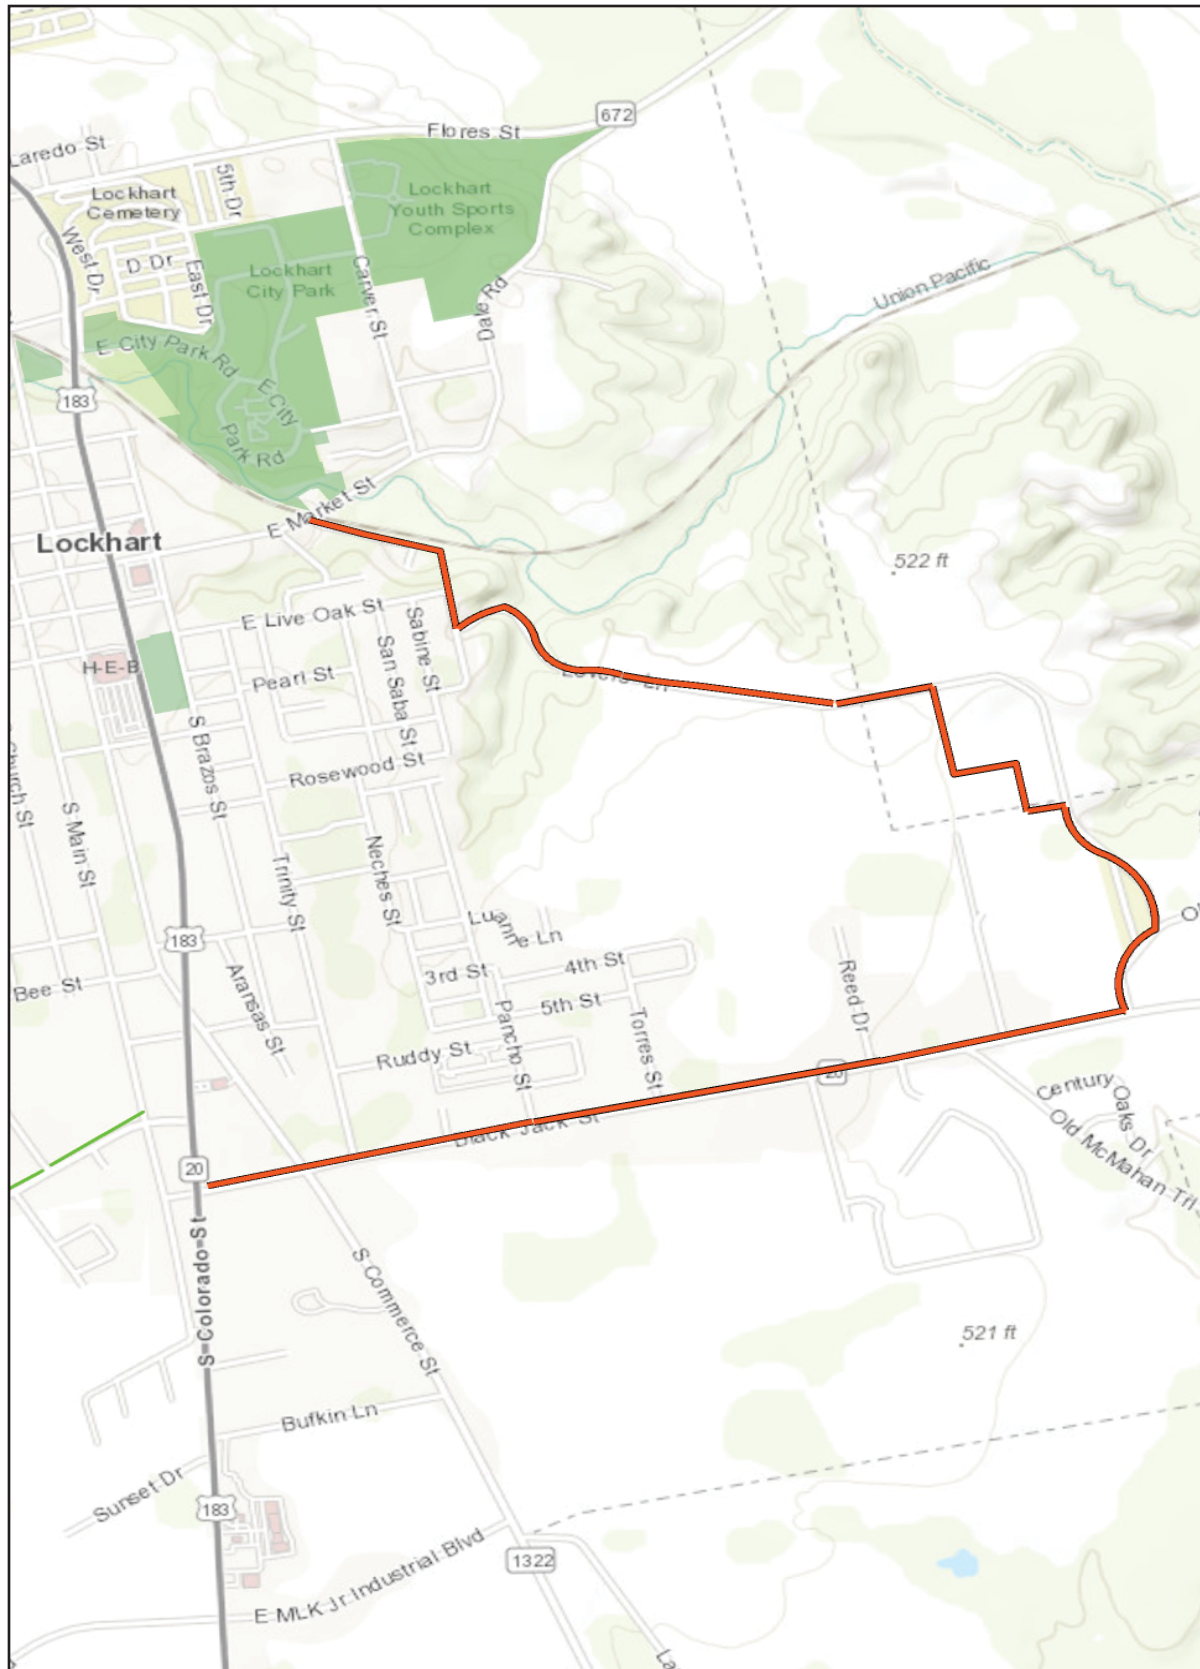 672
Flores St
Laredo St
Lockhart
Cemetery
5th Dr
Lockhart
Youth Sports
Complex
West Dr
D Dr
East Dr
Lockhart
City Park
Carver St
Union Pacific
Dale Rd
E City Park Rd
183
E City
Park Rd
E Market St
Lockhart
522 ft
E Live Oak St
Sabine St
San Saba St
H-E-B
Pearl St
S Brazos St
Rosewood St
Church St
S Main St
Neches St
Trinity St
Luanne Ln
183
Aransas St
3rd St
4th St
Bee St
5th St
Pancho St
Torres St
Reed Dr
Ruddy St
20
Century Oaks Dr
Black Jack St
Old McMahan Trl
20
S Colorado St
S Commerce St
521 ft
Bufkin Ln
Sunset Dr
183
E MLK Jr Industrial Blvd
1322